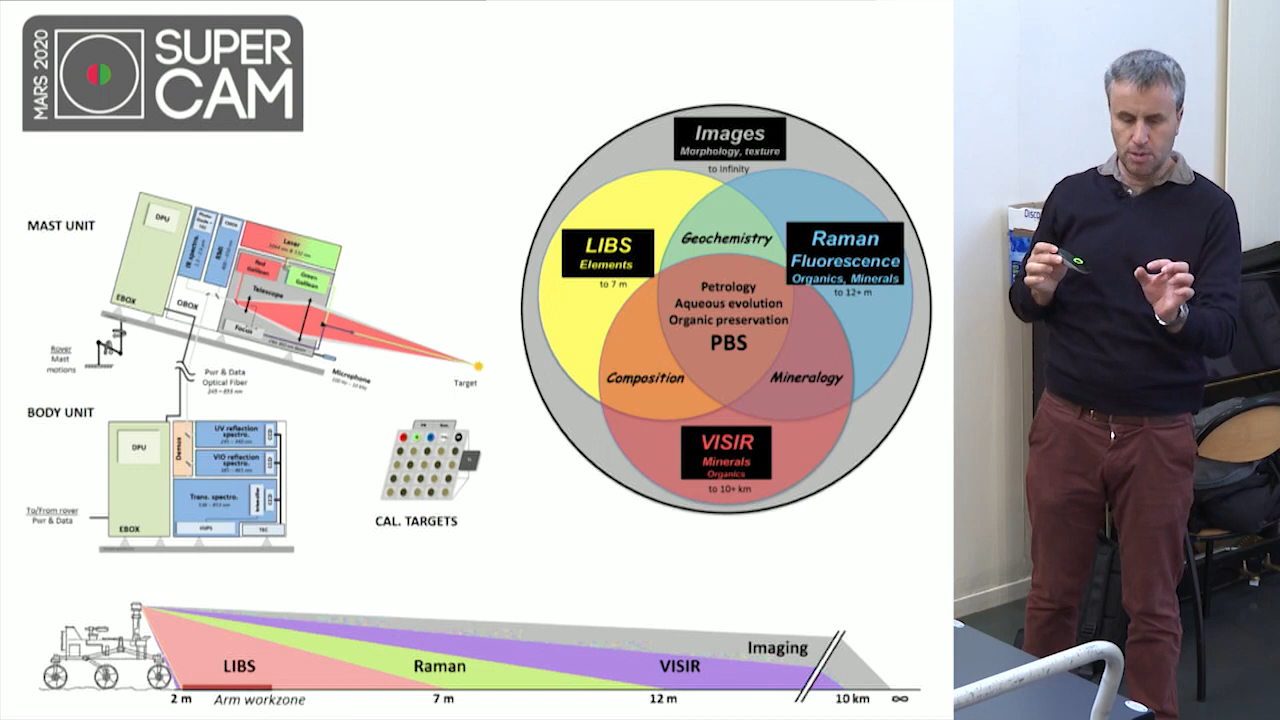 MARS 2020
SUPER
CAM
MAST UNIT
DPU
EBOX
OBOX
Laser
Red
Galilean
Green
Galilean
Telescope
Focus
Rover
Mast
motions
Pwr & Data
Optical Fiber
Microphone
Target
BODY UNIT
DPU
Demux
UV reflection
spectro.
VIO reflection
spectro.
Trans. spectro.
To/From rover
Pwr & Data
EBOX
CAL. TARGETS
Images
Morphology, texture
to Infinity
LIBS
Elements
to 7 m
Geochemistry
Raman
Fluorescence
Organics, Minerals
to 12+ m
Petrology
Aqueous evolution
Organic preservation
PBS
Composition
Mineralogy
VISIR
Minerals
Organics
to 10+ km
LIBS
Raman
VISIR
Imaging
2 m
Arm workzone
7 m
12 m
10 km
∞
DISCO